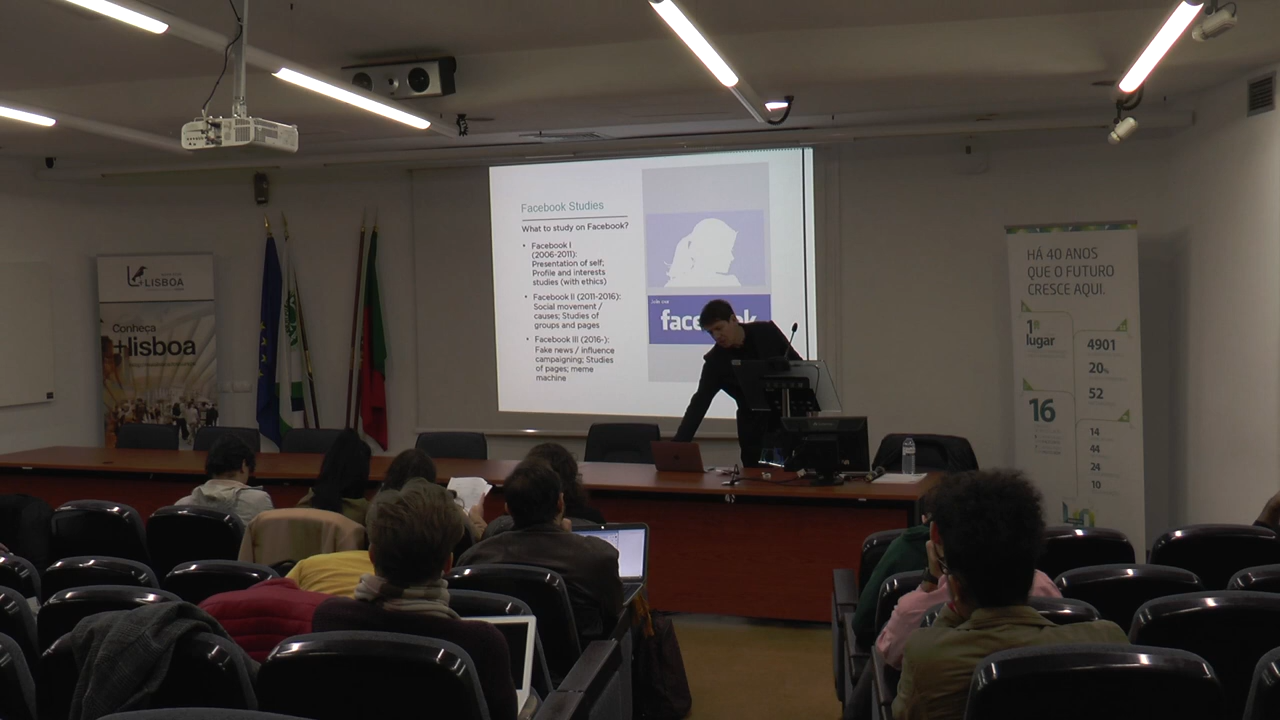 Facebook Studies
What to study on Facebook?
• Facebook I
(2006-2011):
Presentation of self;
Profile and interests
studies (with ethics)
• Facebook II (2011-2016):
Social movement /
causes; Studies of
groups and pages
• Facebook III (2016-):
Fake news / influence
campaigning; Studies
of pages; meme
machine
LISBOA
Conheça
+lisboa
HÁ 40 ANOS
QUE O FUTURO
CRESCE AQUI.
1º
lugar
16
4901
20%
52
14
44
24
10